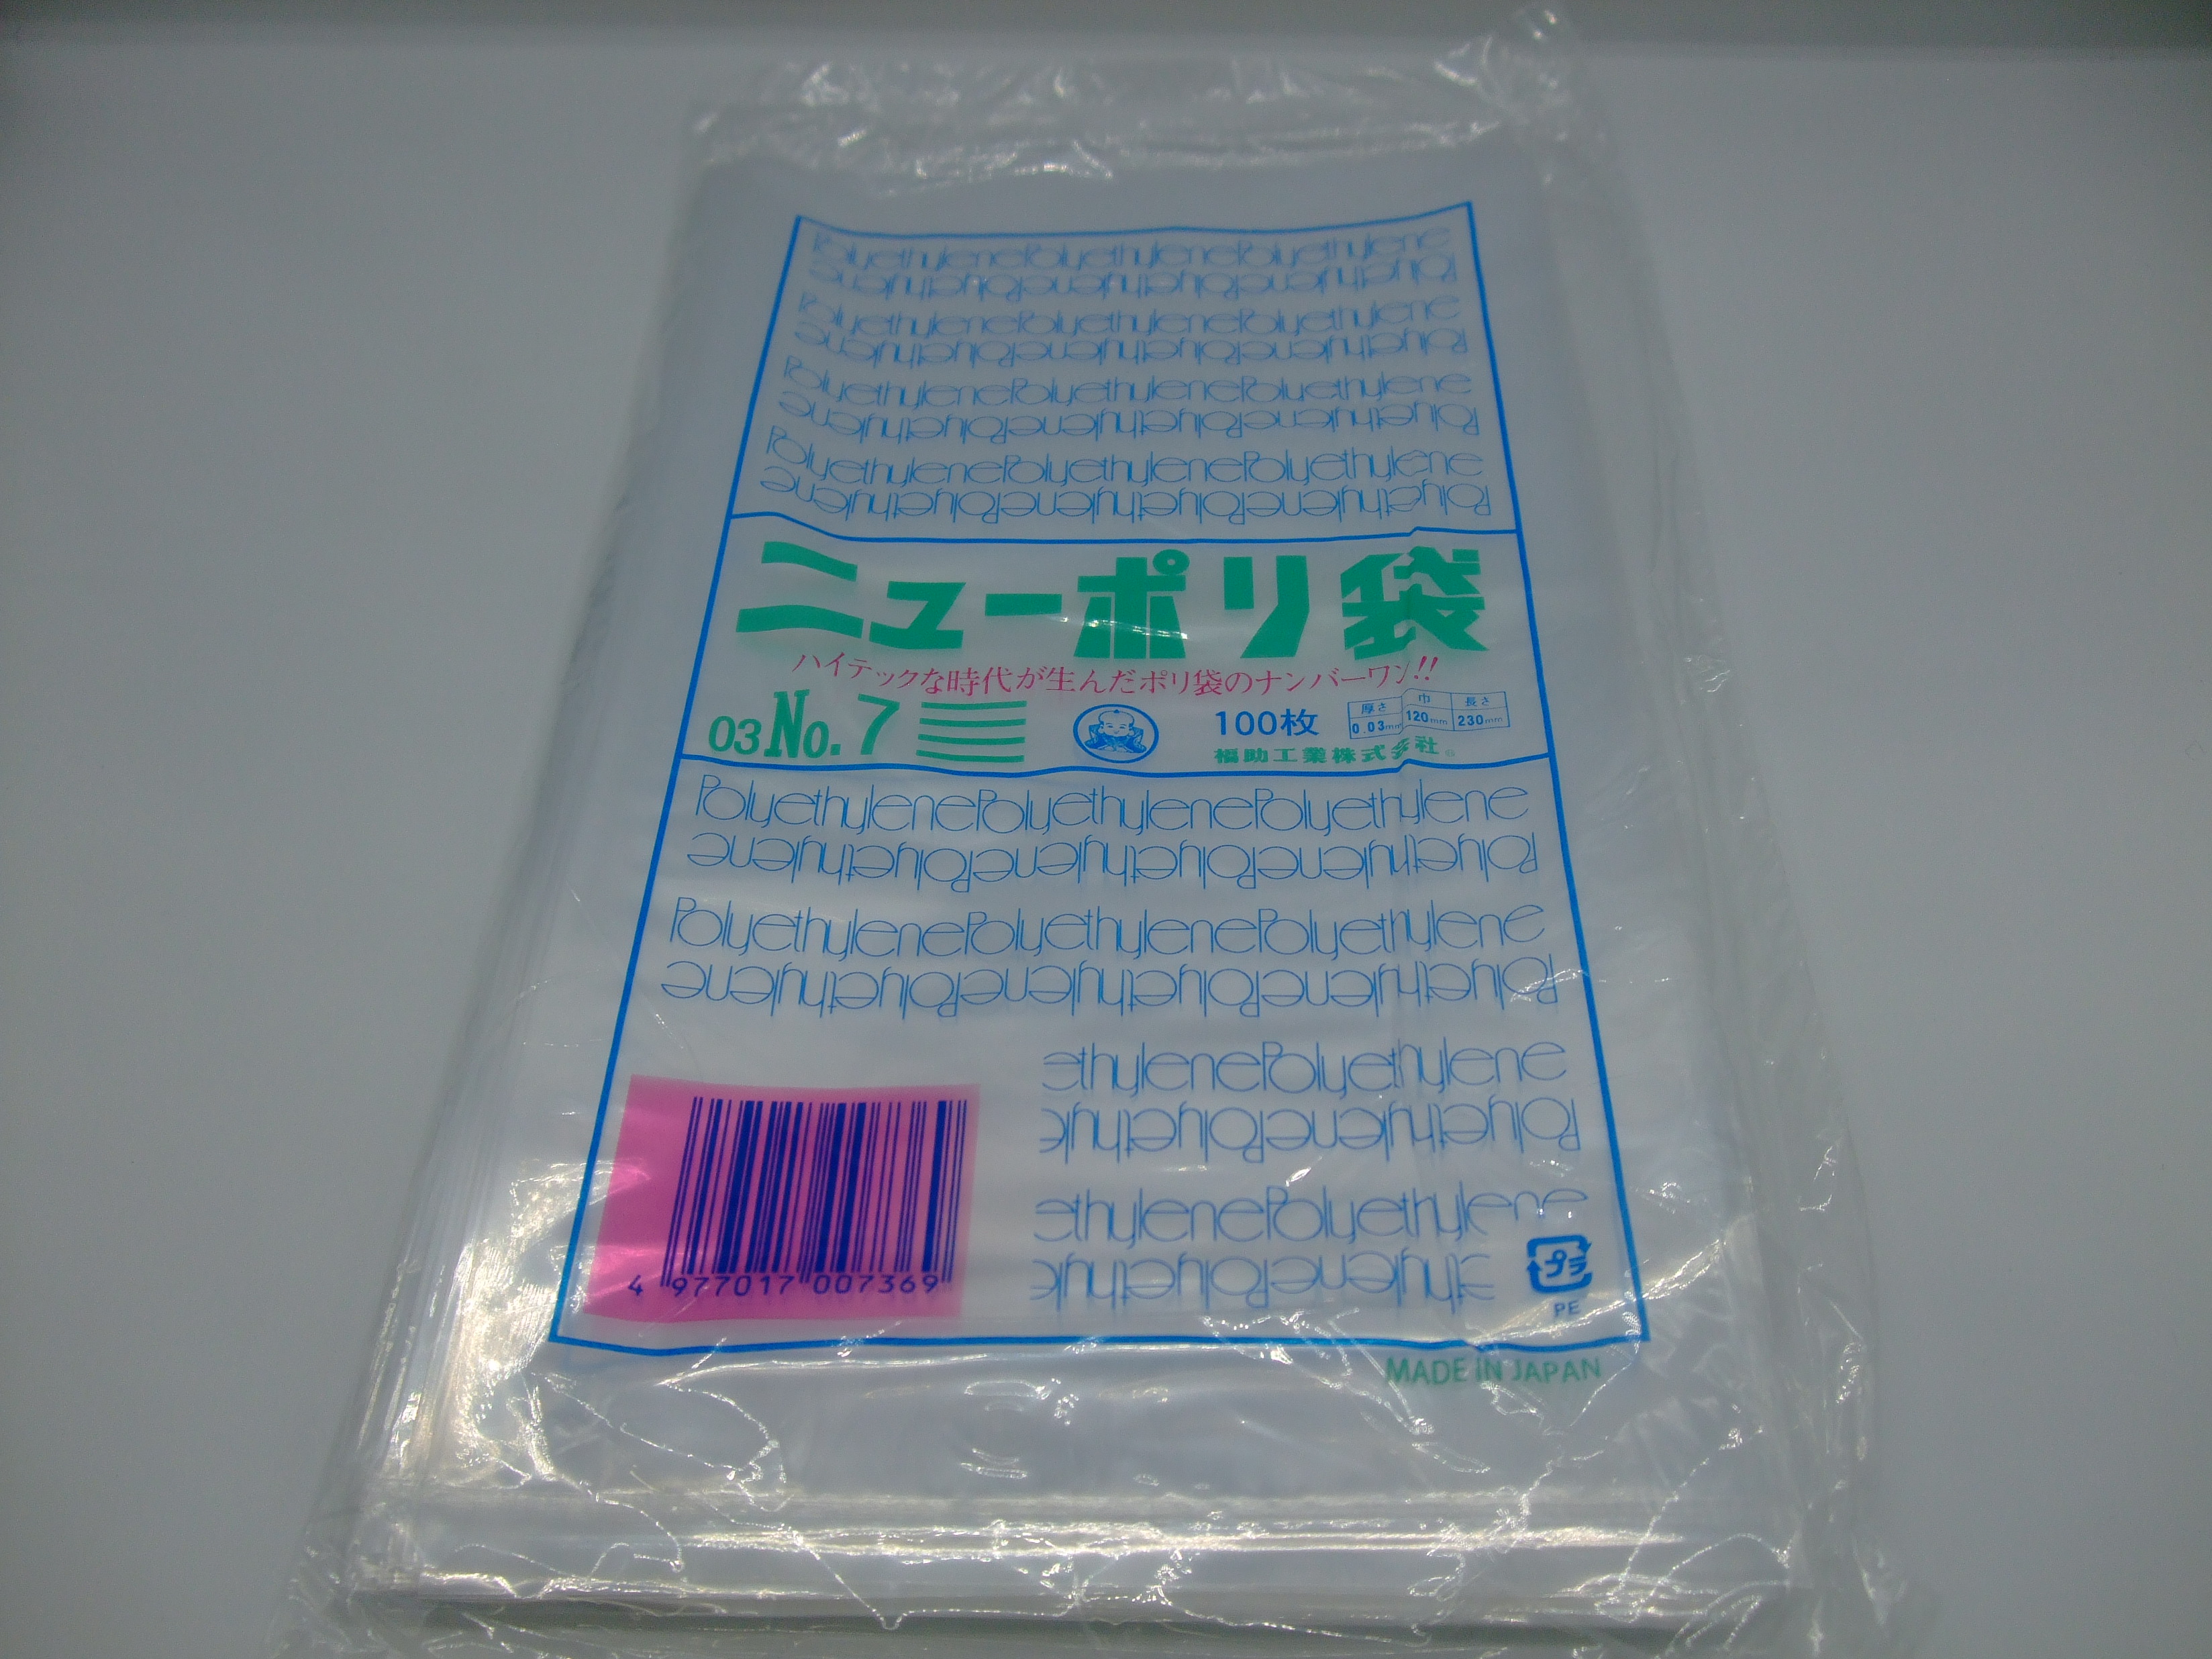 PolyethylenePolyethylenePolyethylene
PolyethylenePolyethylenePolyethylene
PolyethylenePolyethylenePolyethylene
PolyethylenePolyethylenePolyethylene
PolyethylenePolyethylenePolyethylene
PolyethylenePolyethylenePolyethylene
PolyethylenePolyethylenePolyethylene
PolyethylenePolyethylenePolyethylene
ニューポリ袋
ハイテックな時代が生んだポリ袋のナンバーワン!!
03 No. 7
100枚
厚さ 巾 長さ
0.03mm 120mm 230mm
福助工業株式会社
PolyethylenePolyethylenePolyethylene
PolyethylenePolyethylenePolyethylene
PolyethylenePolyethylenePolyethylene
PolyethylenePolyethylenePolyethylene
ethylenePolyethylene
PolyethylenePolyethyle
ethylenePolyethylene
ethylenePolyethyle
4 977017 007369
プラ
PE
MADE IN JAPAN